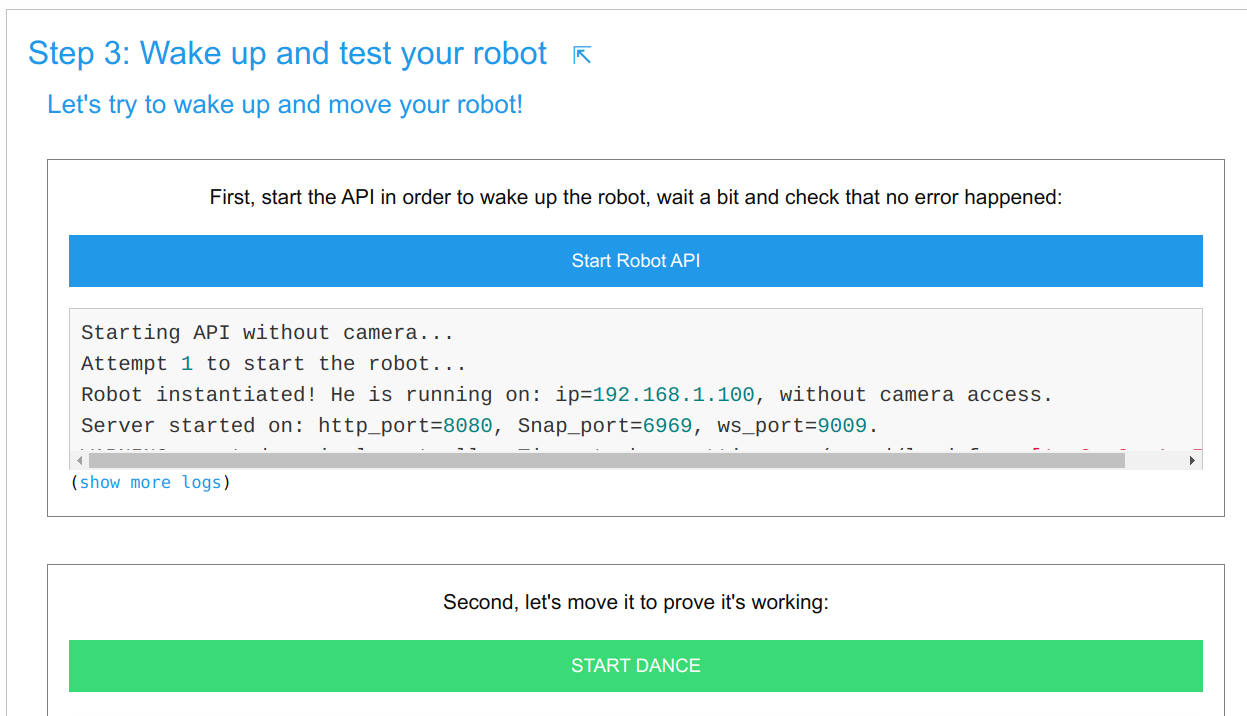 Step 3: Wake up and test your robot
Let's try to wake up and move your robot!
First, start the API in order to wake up the robot, wait a bit and check that no error happened:
Start Robot API
Starting API without camera...
Attempt 1 to start the robot...
Robot instantiated! He is running on: ip=192.168.1.100, without camera access.
Server started on: http_port=8080, Snap_port=6969, ws_port=9009.
(show more logs)
Second, let's move it to prove it's working:
START DANCE